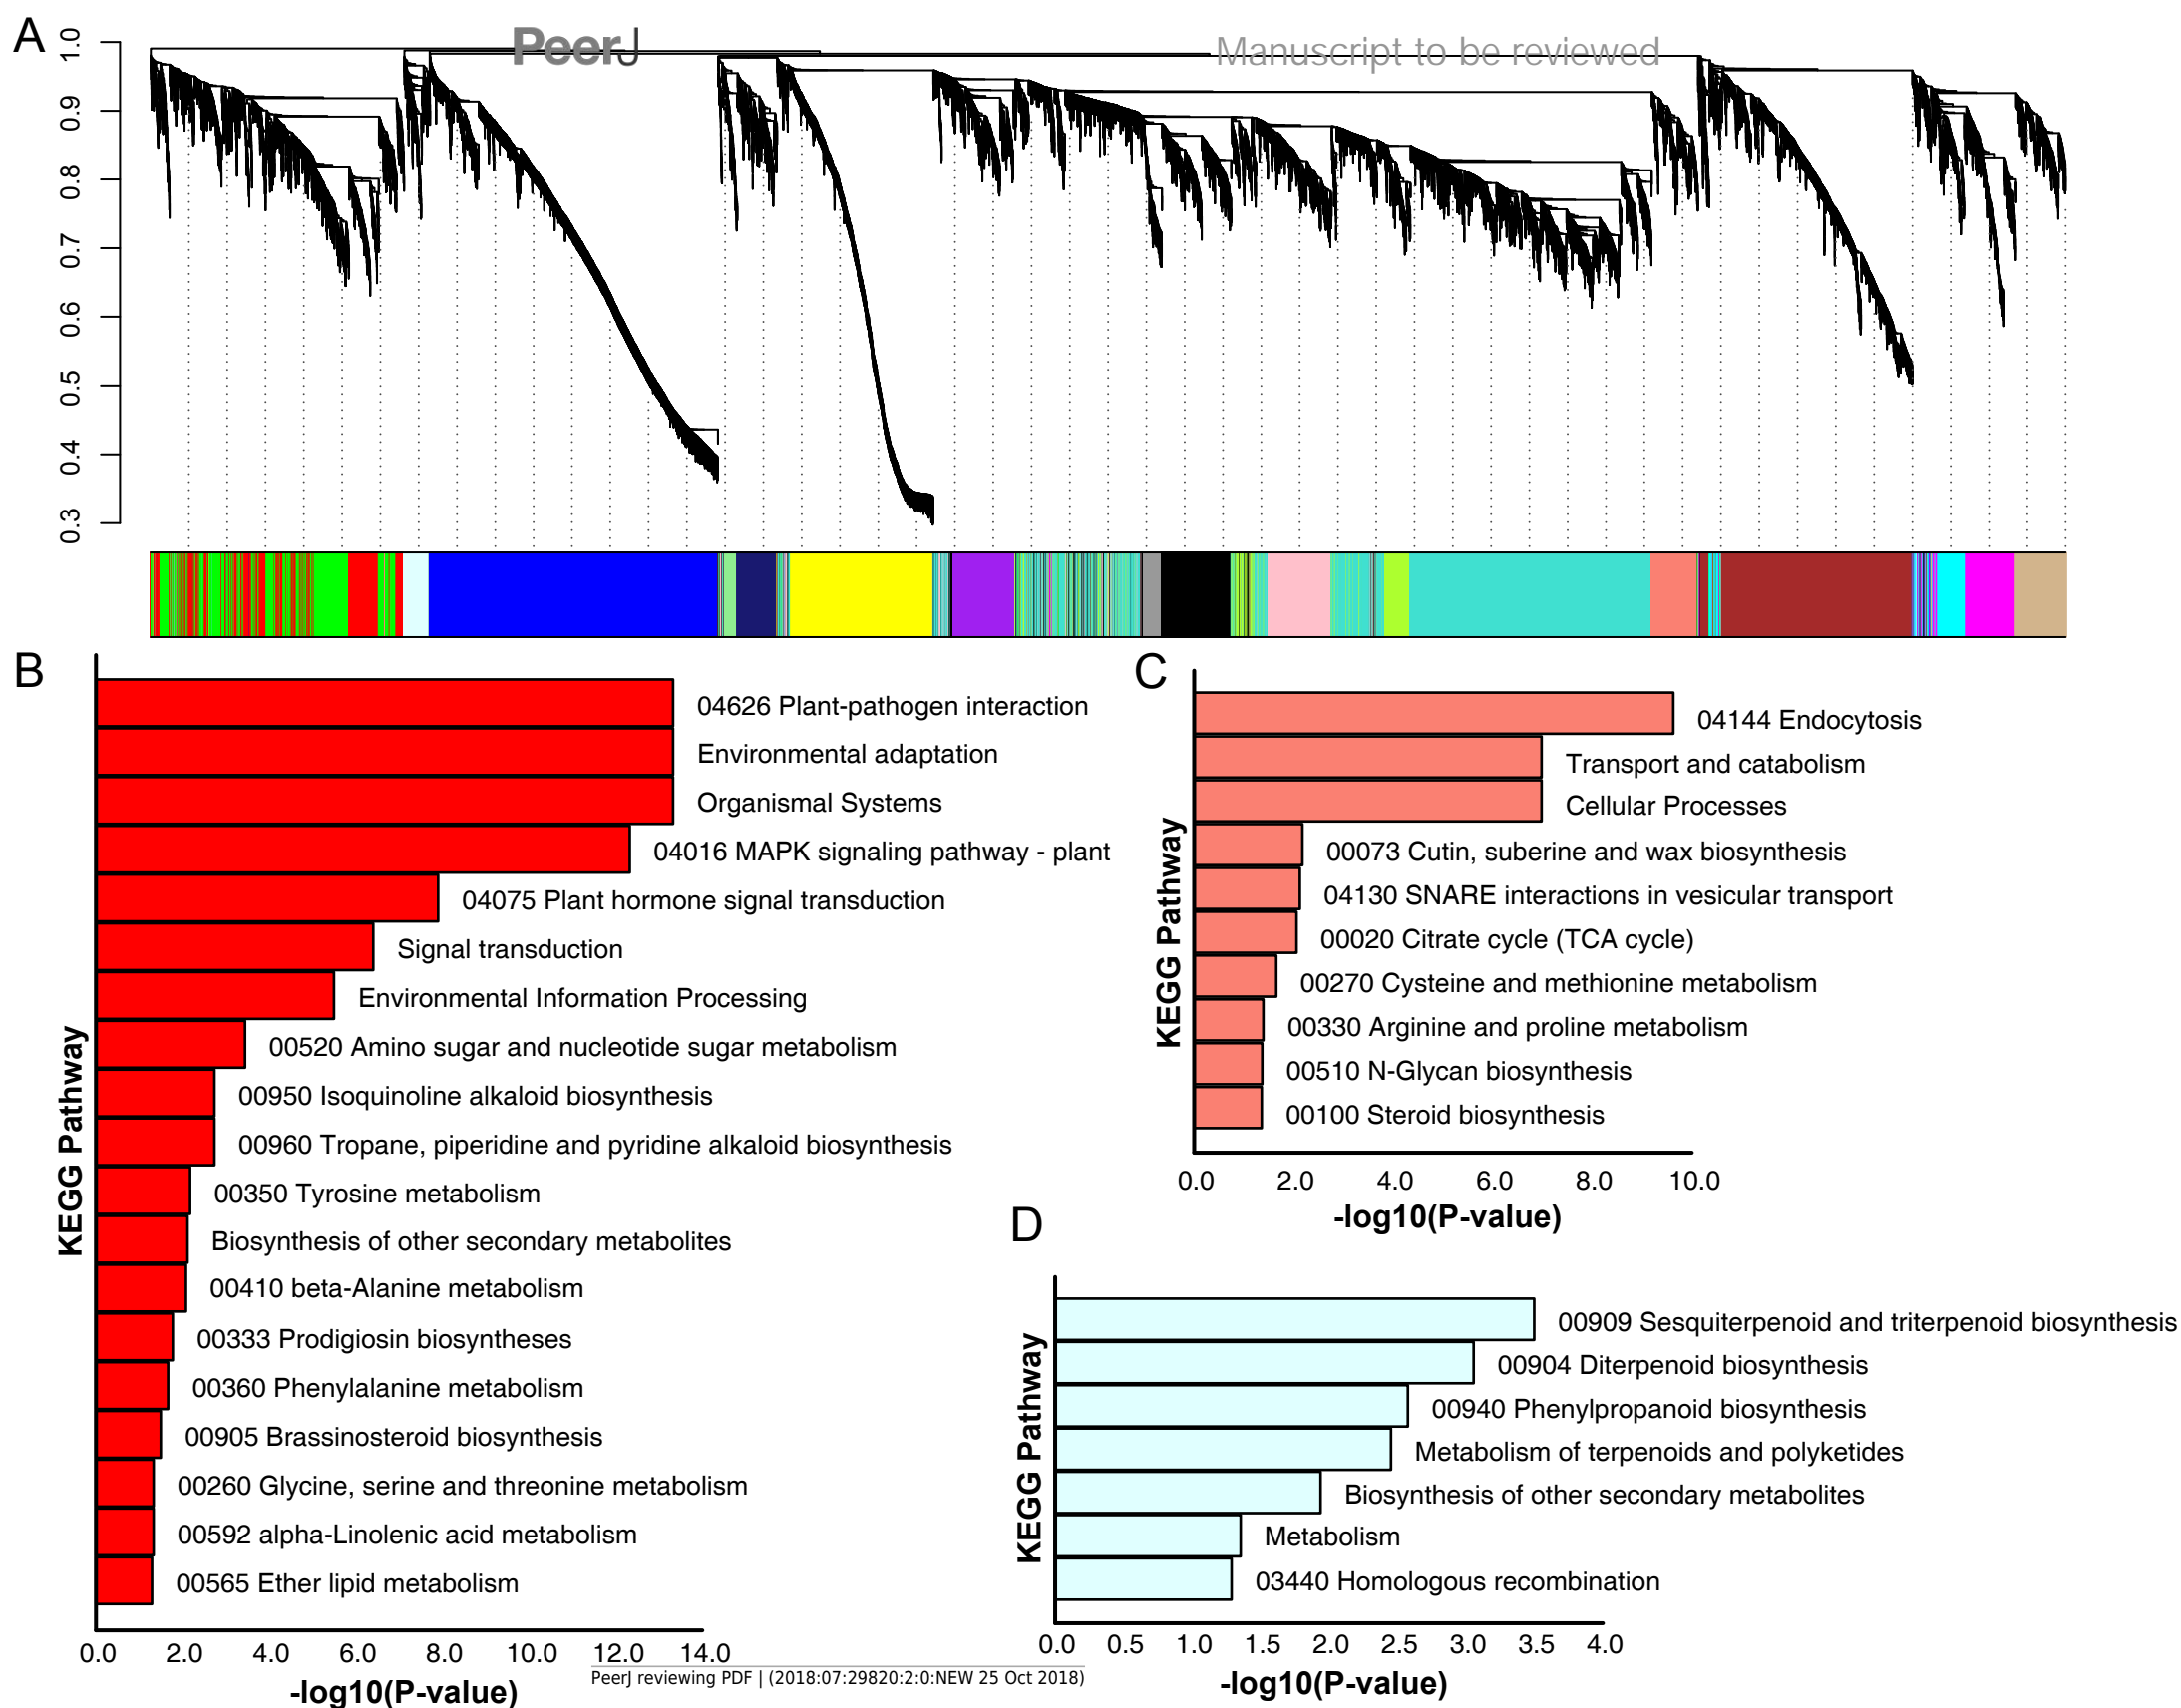 A
PeerJ
Manuscript to be reviewed
1.0
0.9
0.8
0.7
0.6
0.5
0.4
0.3
B
04626 Plant-pathogen interaction
Environmental adaptation
Organismal Systems
04016 MAPK signaling pathway - plant
04075 Plant hormone signal transduction
Signal transduction
Environmental Information Processing
00520 Amino sugar and nucleotide sugar metabolism
00950 Isoquinoline alkaloid biosynthesis
00960 Tropane, piperidine and pyridine alkaloid biosynthesis
00350 Tyrosine metabolism
Biosynthesis of other secondary metabolites
00410 beta-Alanine metabolism
00333 Prodigiosin biosyntheses
00360 Phenylalanine metabolism
00905 Brassinosteroid biosynthesis
00260 Glycine, serine and threonine metabolism
00592 alpha-Linolenic acid metabolism
00565 Ether lipid metabolism
KEGG Pathway
0.0 2.0 4.0 6.0 8.0 10.0 12.0 14.0
-log10(P-value)
C
04144 Endocytosis
Transport and catabolism
Cellular Processes
00073 Cutin, suberine and wax biosynthesis
04130 SNARE interactions in vesicular transport
00020 Citrate cycle (TCA cycle)
00270 Cysteine and methionine metabolism
00330 Arginine and proline metabolism
00510 N-Glycan biosynthesis
00100 Steroid biosynthesis
KEGG Pathway
0.0 2.0 4.0 6.0 8.0 10.0
-log10(P-value)
D
00909 Sesquiterpenoid and triterpenoid biosynthesis
00904 Diterpenoid biosynthesis
00940 Phenylpropanoid biosynthesis
Metabolism of terpenoids and polyketides
Biosynthesis of other secondary metabolites
Metabolism
03440 Homologous recombination
KEGG Pathway
0.0 0.5 1.0 1.5 2.0 2.5 3.0 3.5 4.0
-log10(P-value)
PeerJ reviewing PDF | (2018:07:29820:2:0:NEW 25 Oct 2018)